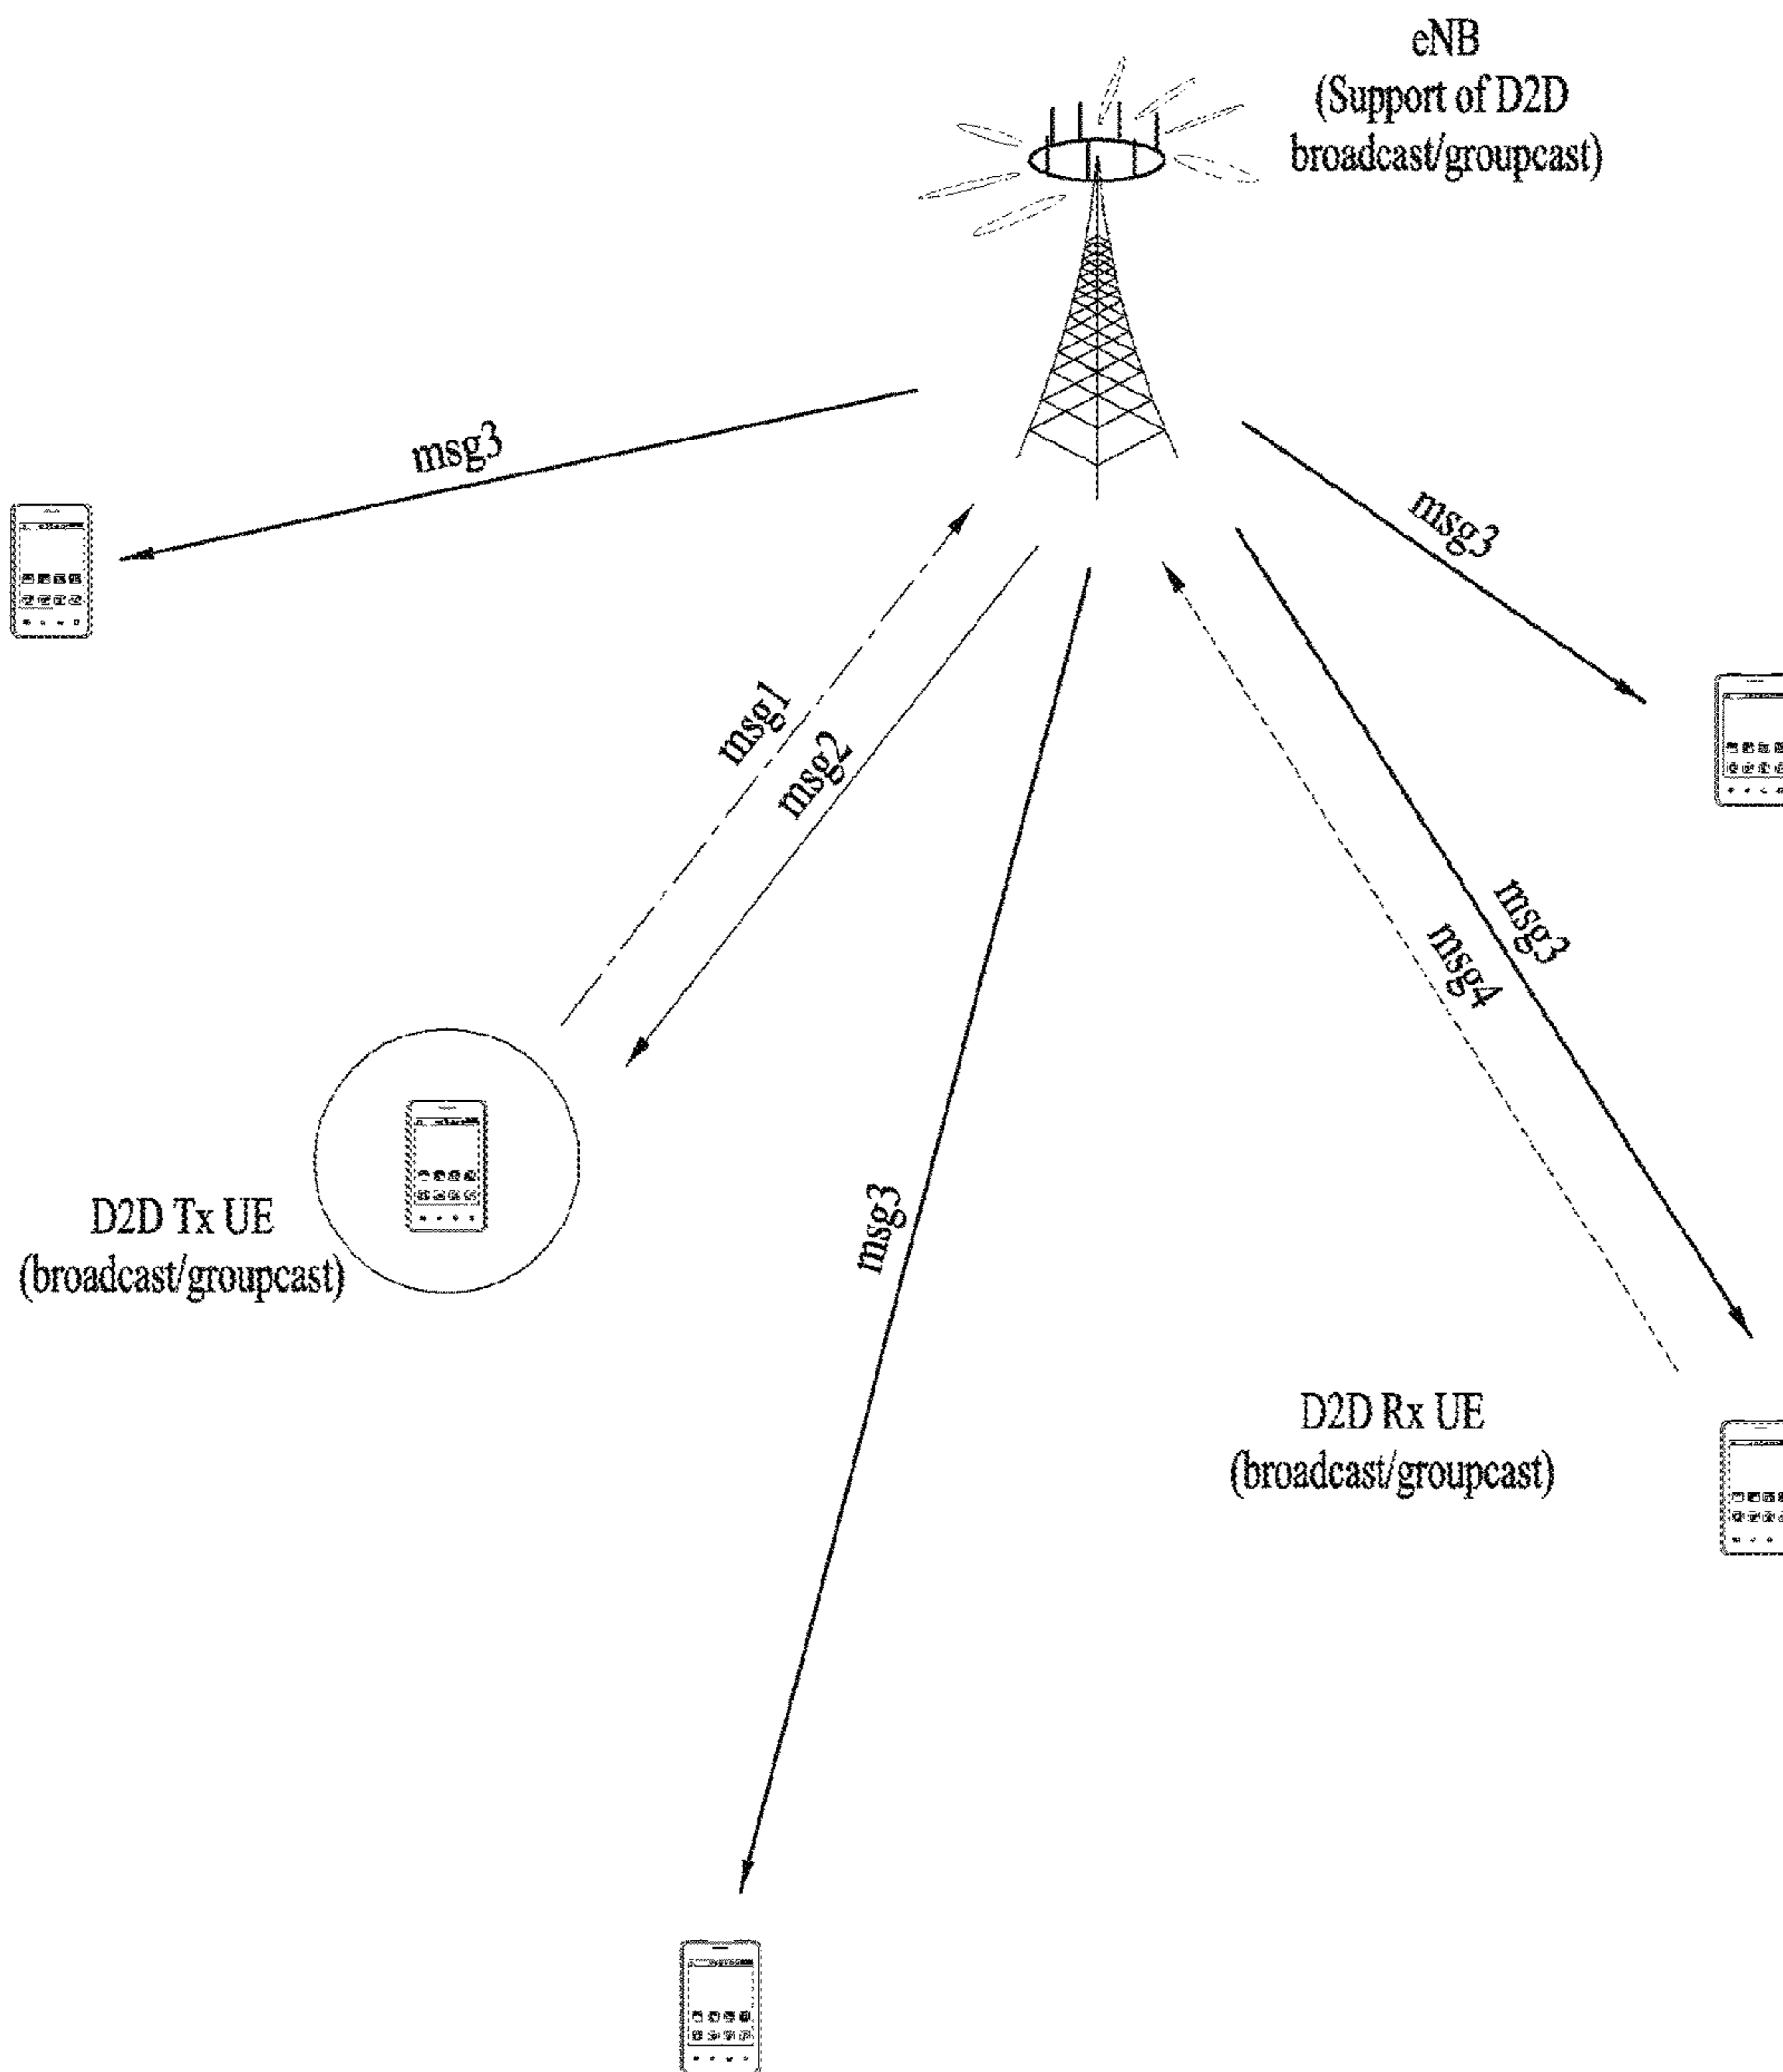 eNB
(Support of D2D
broadcast/groupcast)
msg3
msg3
msg1
msg2
msg3
msg4
msg3
D2D Tx UE
(broadcast/groupcast)
D2D Rx UE
(broadcast/groupcast)